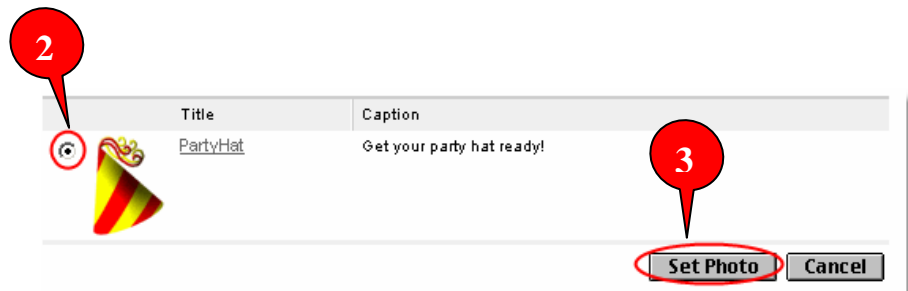 2
Title Caption
PartyHat Get your party hat ready!
3
Set Photo Cancel